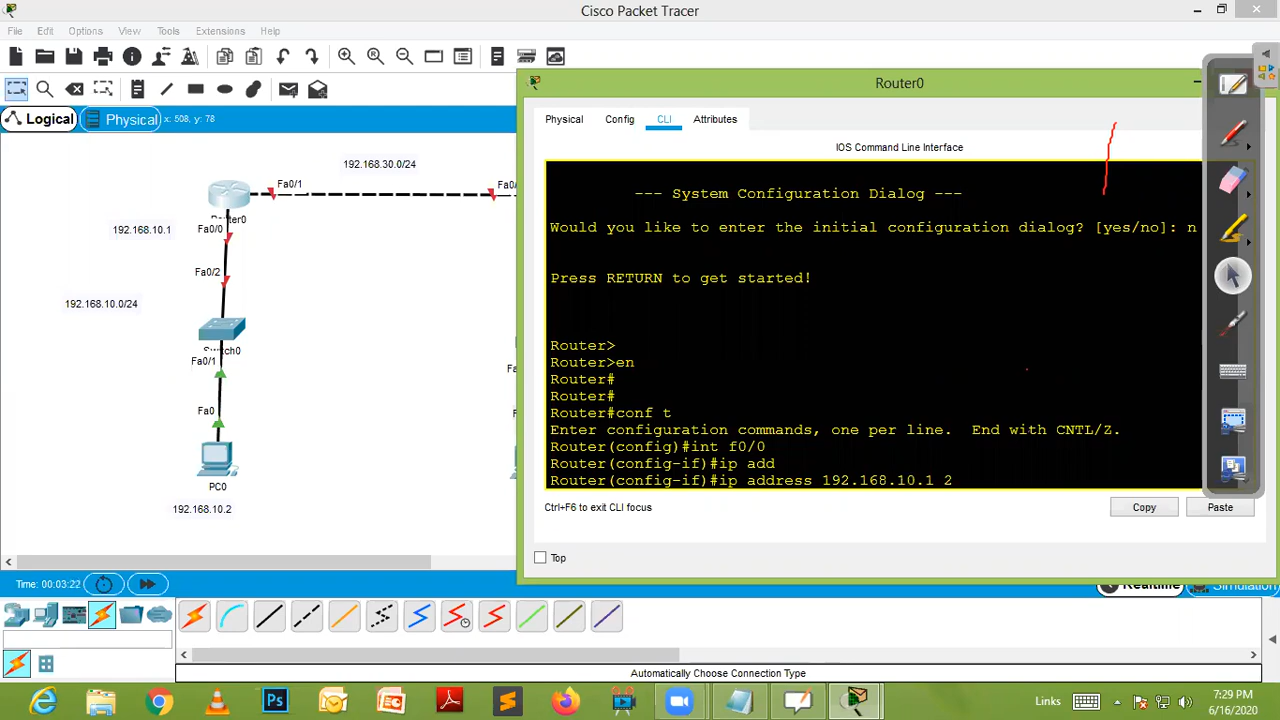 Cisco Packet Tracer
File Edit Options View Tools Extensions Help
Logical Physical x: 508, y: 78
Router0
Physical Config CLI Attributes
IOS Command Line Interface
--- System Configuration Dialog ---
Would you like to enter the initial configuration dialog? [yes/no]: n
Press RETURN to get started!
Router>
Router>en
Router#
Router#
Router#conf t
Enter configuration commands, one per line. End with CNTL/Z.
Router(config)#int f0/0
Router(config-if)#ip add
Router(config-if)#ip address 192.168.10.1 2
Ctrl+F6 to exit CLI focus
Copy Paste
Top
192.168.30.0/24
Fa0/1
Fa0/0
192.168.10.1
Fa0/2
192.168.10.0/24
Fa0/1
Fa0
PC0
192.168.10.2
Time: 00:03:22
Realtime Simulation
Automatically Choose Connection Type
Links
7:29 PM
6/16/2020